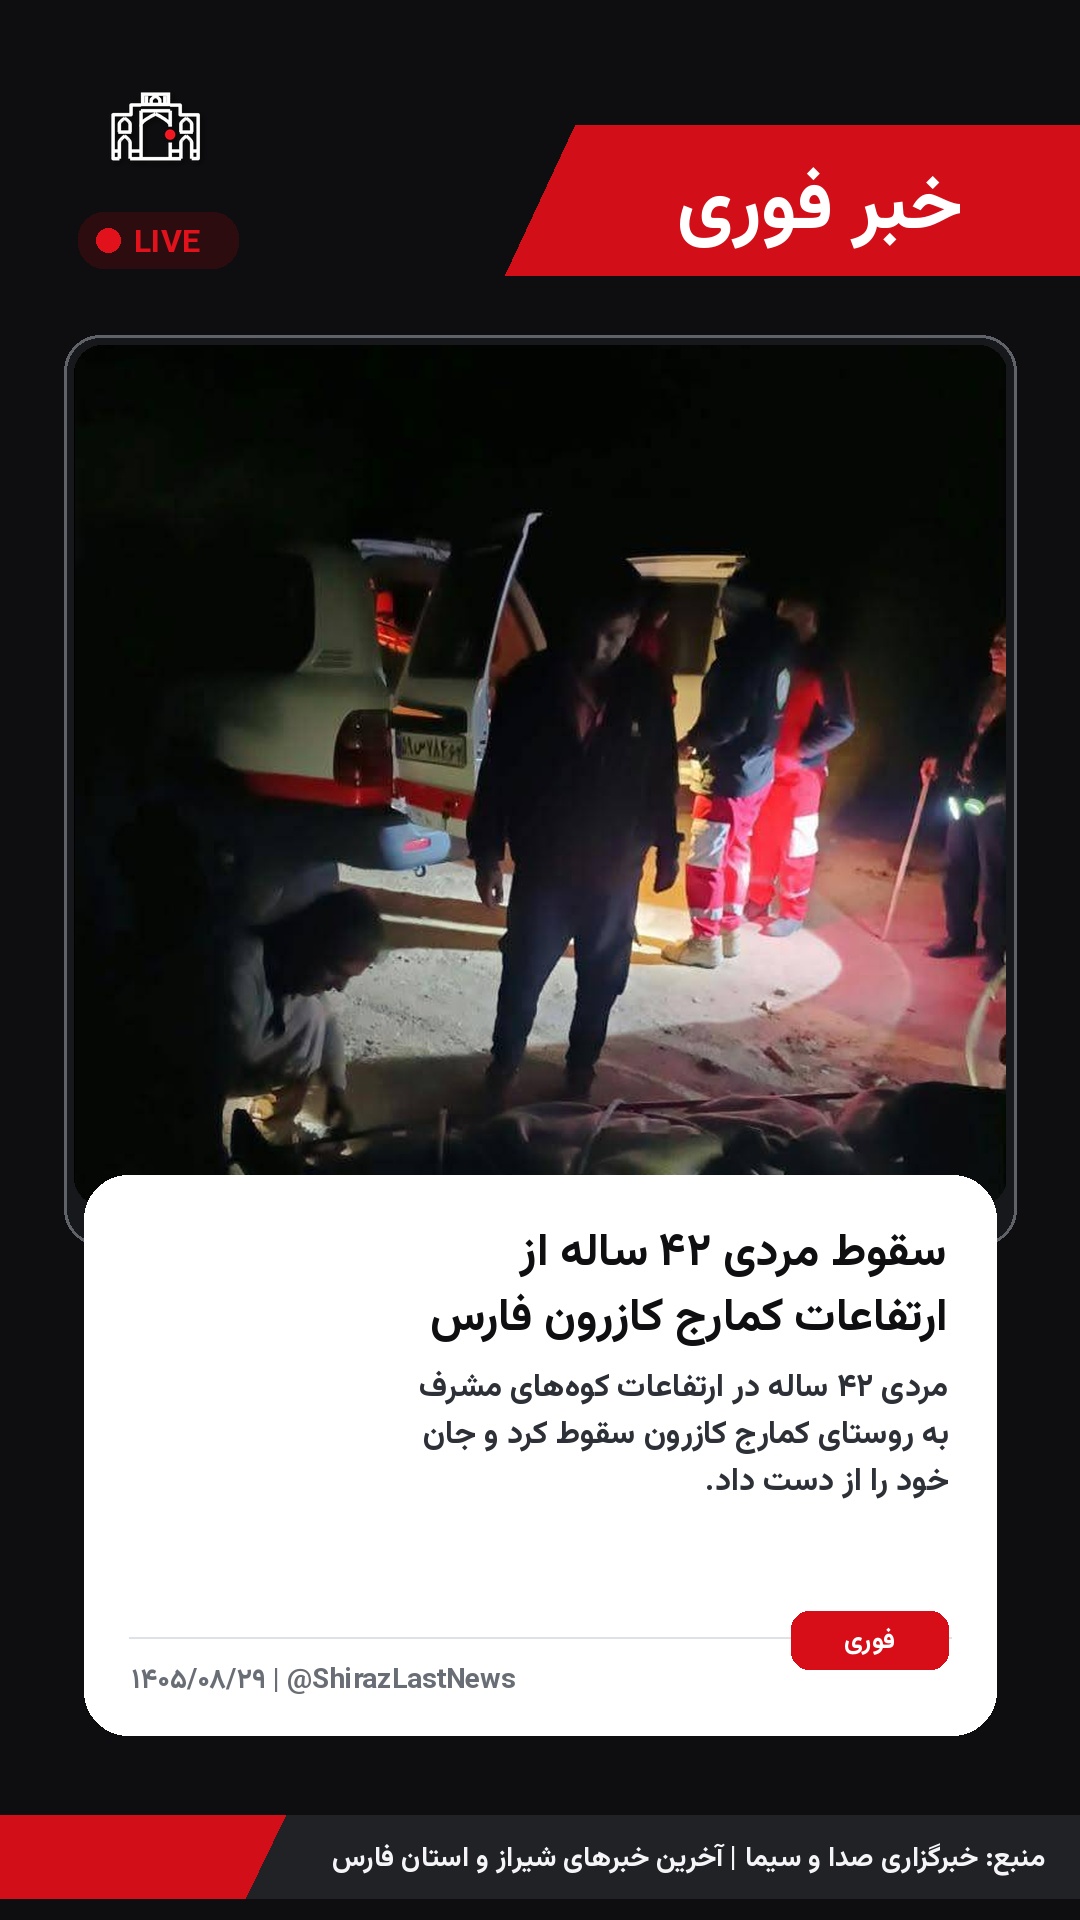 خبر فوری
LIVE
سقوط مردی ۴۲ ساله از
ارتفاعات کمارج کازرون فارس
مردی ۴۲ ساله در ارتفاعات کوه‌های مشرف
به روستای کمارج کازرون سقوط کرد و جان
خود را از دست داد.
فوری
۱۴۰۵/۰۸/۲۹ | @ShirazLastNews
منبع: خبرگزاری صدا و سیما | آخرین خبرهای شیراز و استان فارس